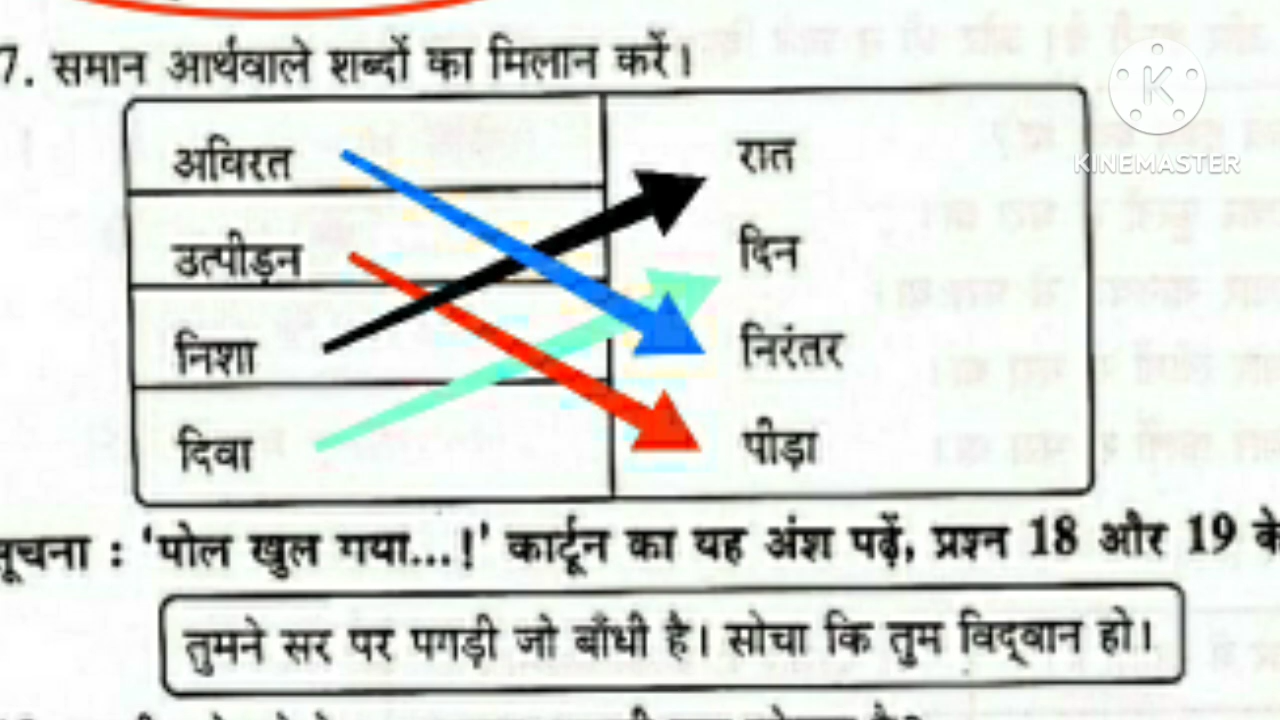 7. समान आर्थवाले शब्दों का मिलान करें।
अविरत रात
उत्पीड़न दिन
निशा निरंतर
दिवा पीड़ा
सूचना : 'पोल खुल गया...!' कार्टून का यह अंश पढ़ें, प्रश्न 18 और 19 के
तुमने सर पर पगड़ी जो बाँधी है। सोचा कि तुम विद्‌वान हो।
K
KINEMASTER